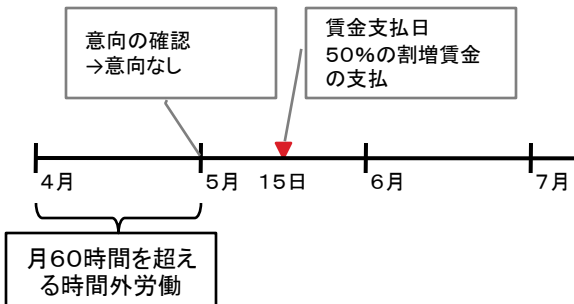 意向の確認
→意向なし
賃金支払日
50％の割増賃金
の支払
4月
5月
15日
6月
7月
月60時間を超え
る時間外労働